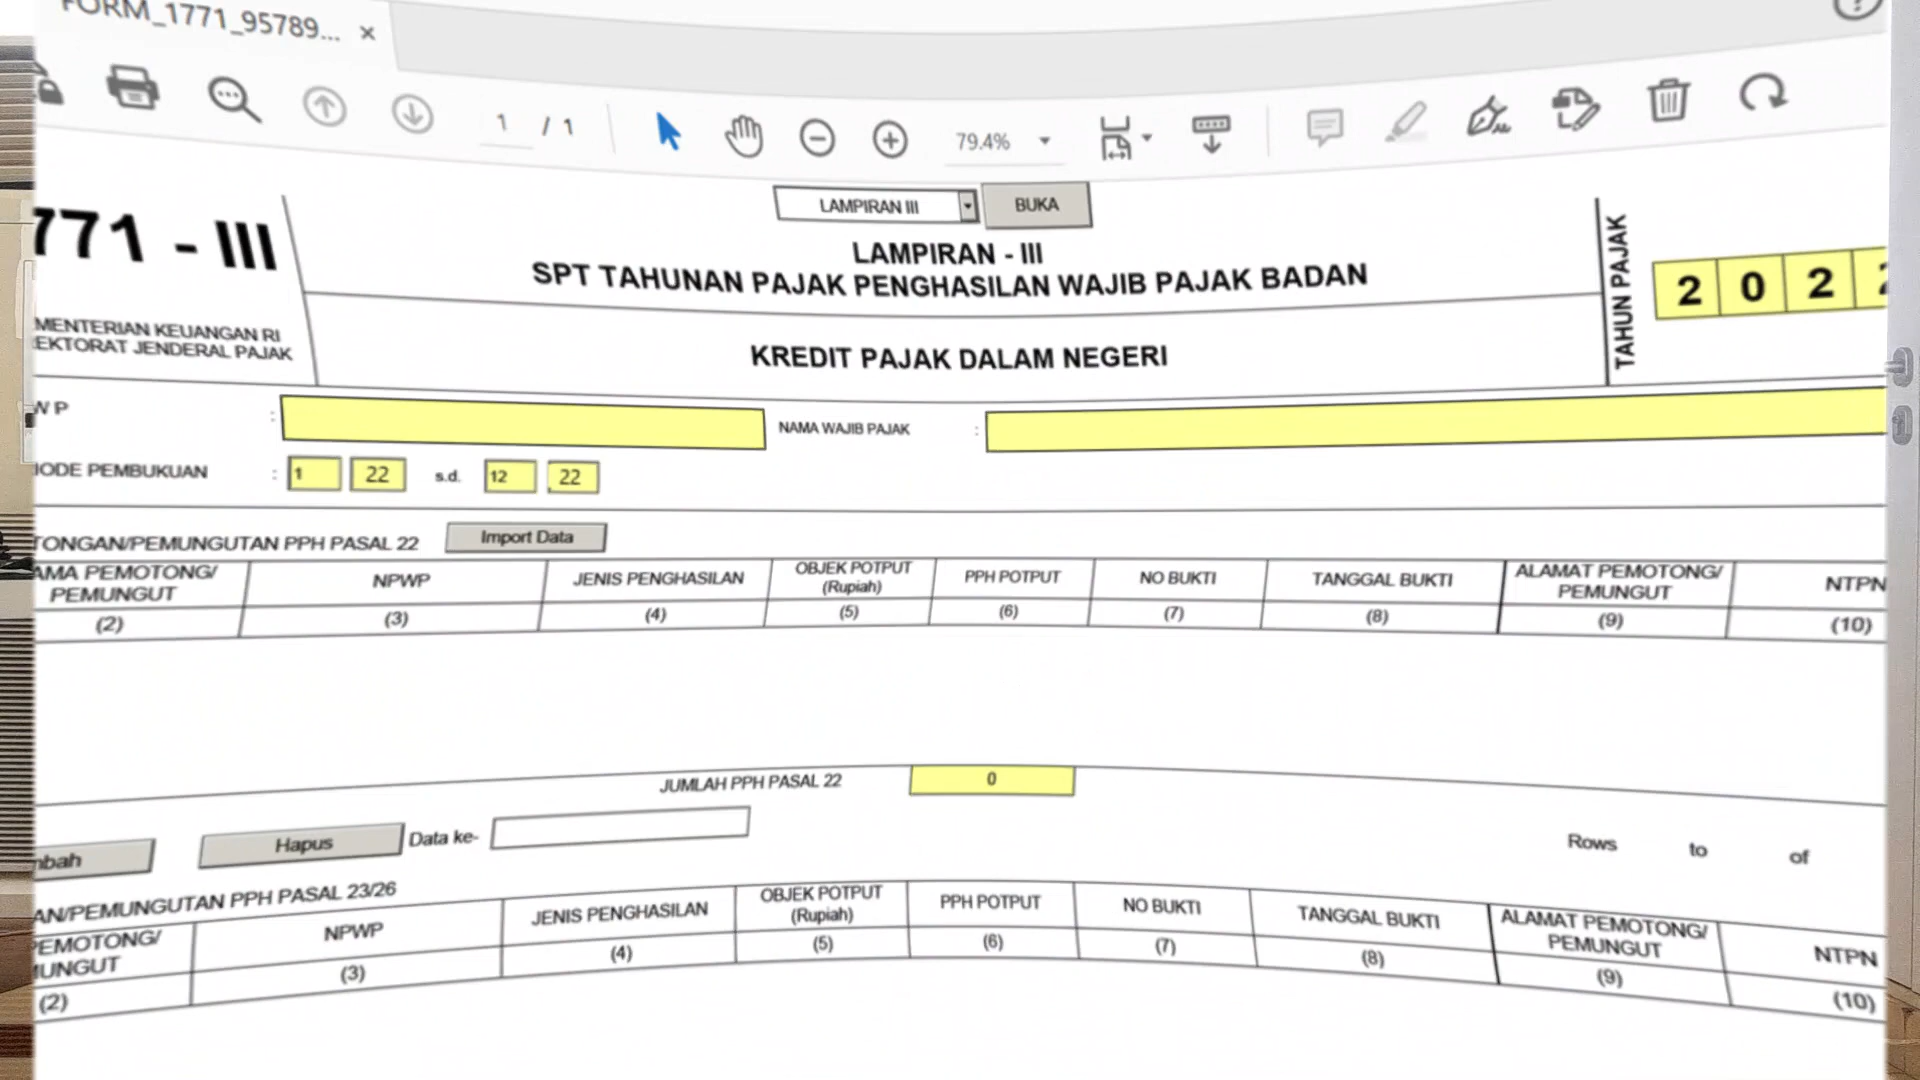 FORM_1771_95789... ×
1 / 1
79.4%
LAMPIRAN III
BUKA
771 - III
LAMPIRAN - III
SPT TAHUNAN PAJAK PENGHASILAN WAJIB PAJAK BADAN
TAHUN PAJAK
2 0 2 2
MENTERIAN KEUANGAN RI
EKTORAT JENDERAL PAJAK
KREDIT PAJAK DALAM NEGERI
W P :
NAMA WAJIB PAJAK :
IODE PEMBUKUAN : 1 22 s.d. 12 22
TONGAN/PEMUNGUTAN PPH PASAL 22
Import Data
AMA PEMOTONG/
PEMUNGUT
NPWP
JENIS PENGHASILAN
OBJEK POTPUT
(Rupiah)
PPH POTPUT
NO BUKTI
TANGGAL BUKTI
ALAMAT PEMOTONG/
PEMUNGUT
NTPN
(2) (3) (4) (5) (6) (7) (8) (9) (10)
JUMLAH PPH PASAL 22 0
mbah
Hapus
Data ke-
Rows to of
AN/PEMUNGUTAN PPH PASAL 23/26
PEMOTONG/
MUNGUT
NPWP
JENIS PENGHASILAN
OBJEK POTPUT
(Rupiah)
PPH POTPUT
NO BUKTI
TANGGAL BUKTI
ALAMAT PEMOTONG/
PEMUNGUT
NTPN
(2) (3) (4) (5) (6) (7) (8) (9) (10)